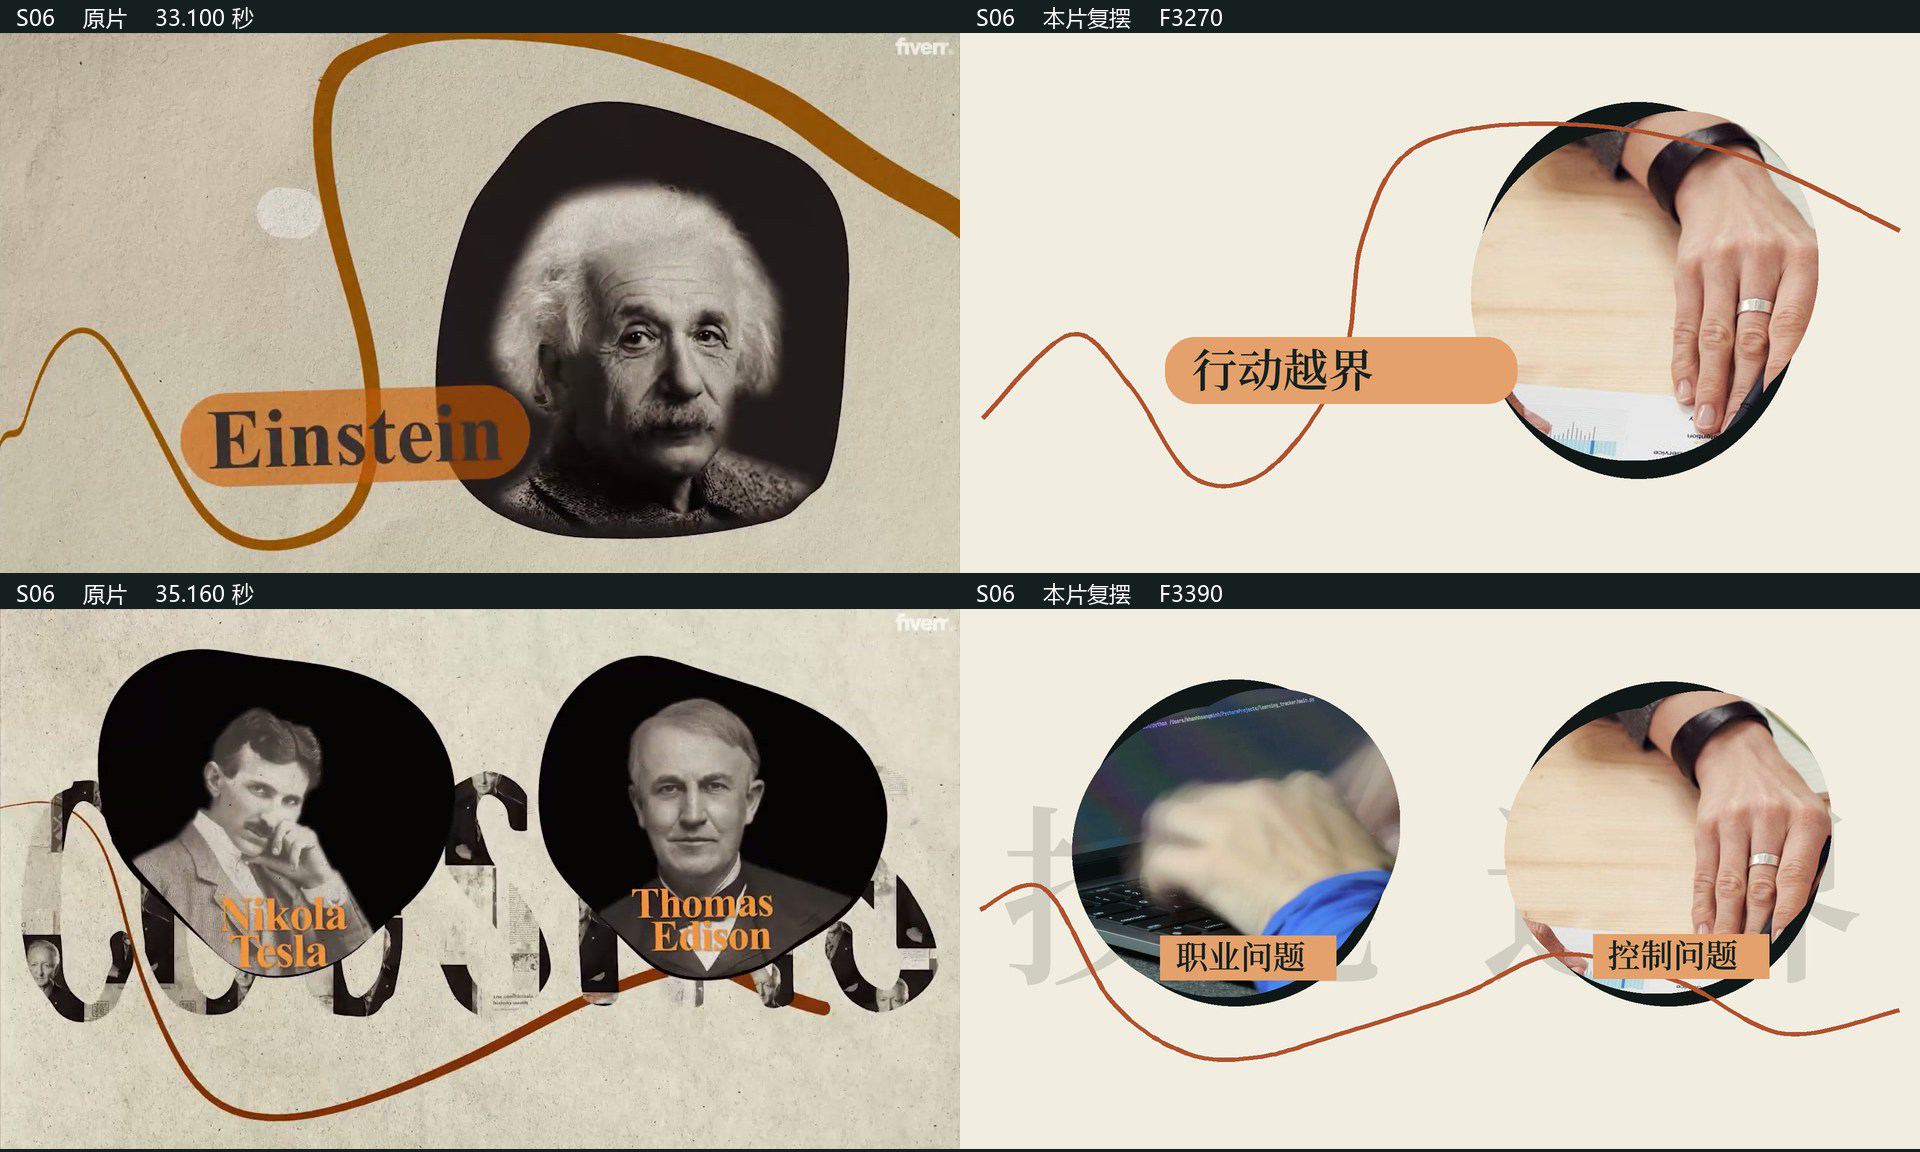 S06 原片 33.100 秒
S06 本片复摆 F3270
fiverr.
Einstein
行动越界
S06 原片 35.160 秒
S06 本片复摆 F3390
fiverr.
Nikola
Tesla
Thomas
Edison
职业问题
控制问题